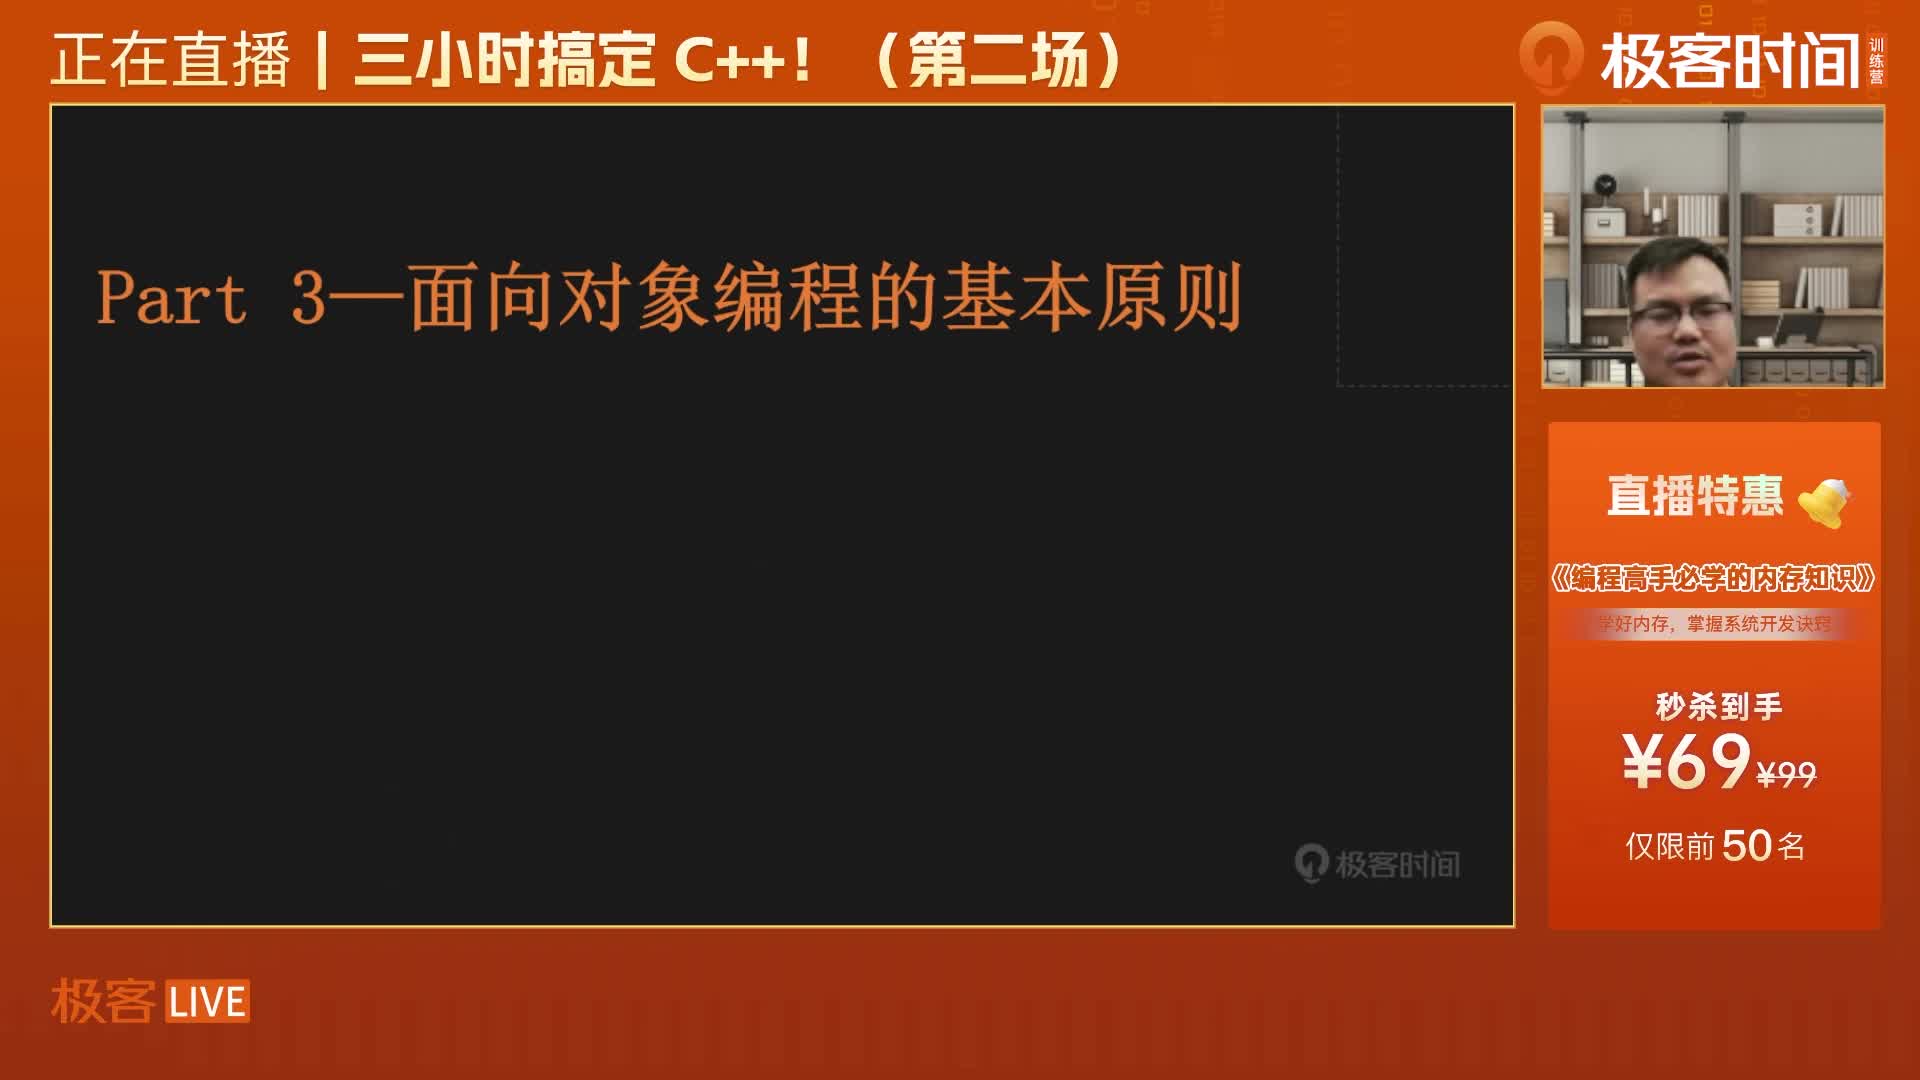 正在直播 | 三小时搞定 C++! （第二场）
极客时间 训练营
Part 3—面向对象编程的基本原则
直播特惠
《编程高手必学的内存知识》
学好内存，掌握系统开发诀窍
秒杀到手
¥69 ¥99
仅限前 50 名
极客时间
极客 LIVE